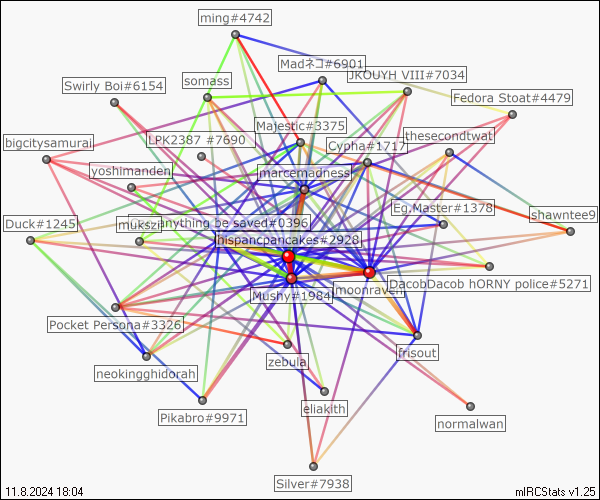 ming#4742
Madネコ#6901
JKOUYH VIII#7034
Swirly Boi#6154
somass
Fedora Stoat#4479
Majestic#3375
bigcitysamurai
LPK2387 #7690
Cypha#1717
thesecondtwat
yoshimanden
marcemadness
Eg.Master#1378
Duck#1245
mukszi
anything be saved#0396
shawntee9
hispancpancakes#2928
DacobDacob hORNY police#5271
Mushy#1984
moonraven
Pocket Persona#3326
frisout
zebula
neokingghidorah
eliakith
Pikabro#9971
normalwan
Silver#7938
11.8.2024 18:04
mIRCStats v1.25